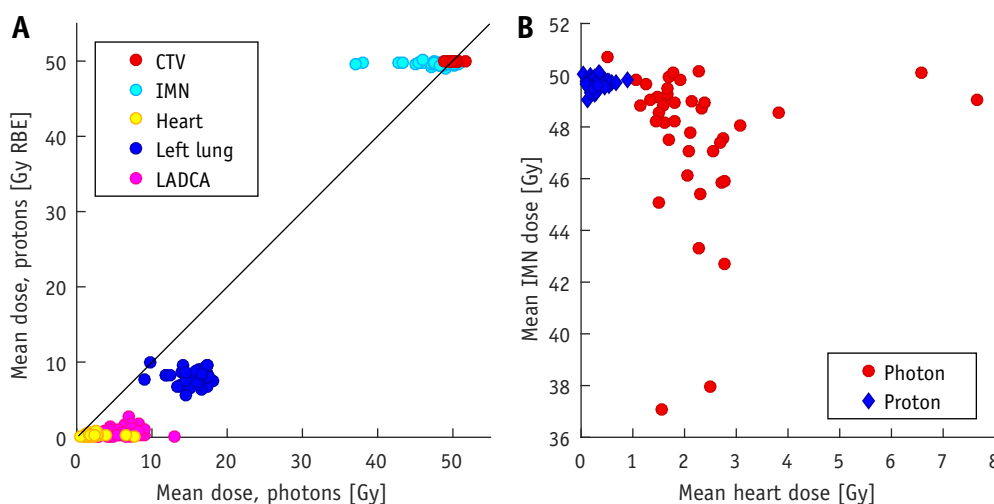 A
CTV
IMN
Heart
Left lung
LADCA
Mean dose, protons [Gy RBE]
50
40
30
20
10
0
0 10 20 30 40 50
Mean dose, photons [Gy]
B
Mean IMN dose [Gy]
52
50
48
46
44
42
40
38
36
Photon
Proton
0 1 2 3 4 5 6 7 8
Mean heart dose [Gy]